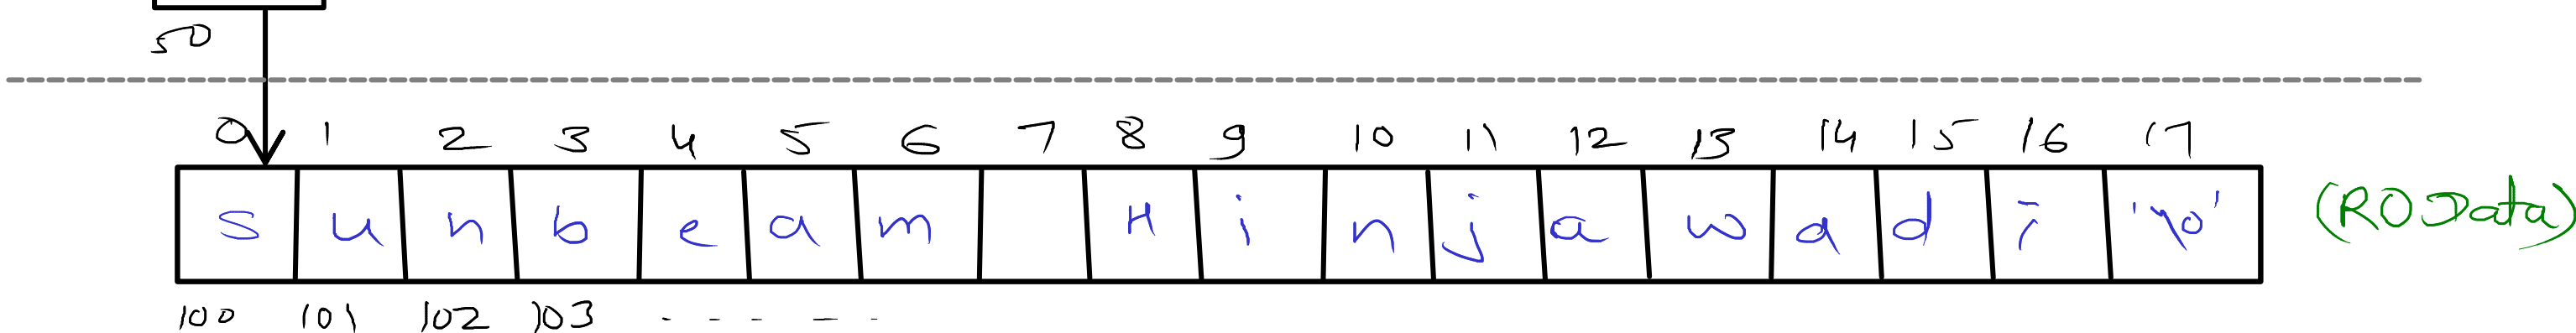 50
0 1 2 3 4 5 6 7 8 9 10 11 12 13 14 15 16 17
s u n b e a m H i n j a w a d i '\0' (RO Data)
100 101 102 103 - - - - -